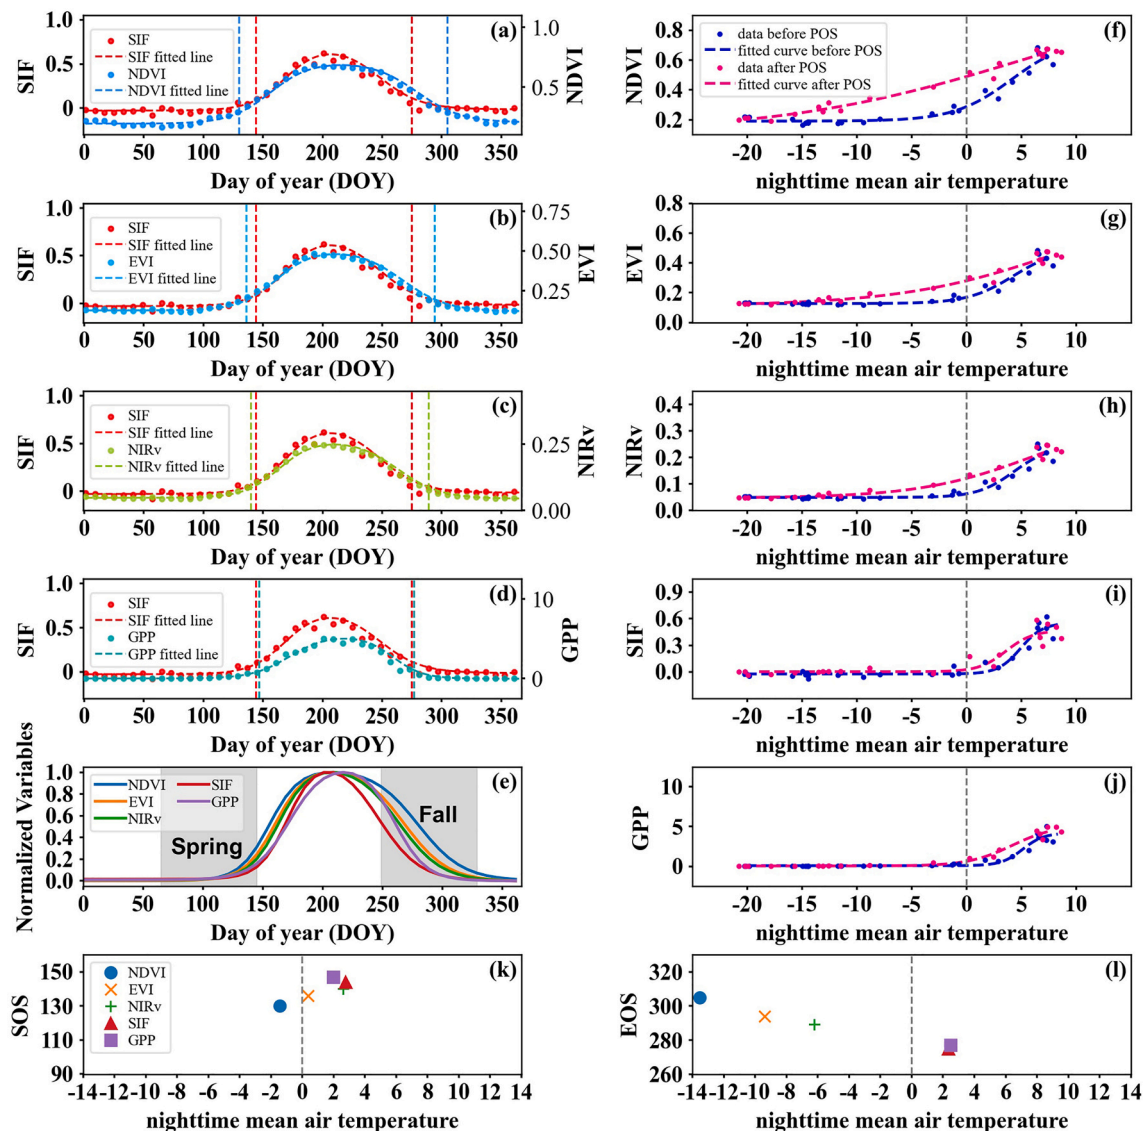 (a)
SIF
SIF fitted line
NDVI
NDVI fitted line
1.0
0.5
0
SIF
1.0
0.5
NDVI
0 50 100 150 200 250 300 350
Day of year (DOY)
(f)
data before POS
fitted curve before POS
data after POS
fitted curve after POS
0.8
0.6
0.4
0.2
NDVI
-20 -15 -10 -5 0 5 10
nighttime mean air temperature
(b)
SIF
SIF fitted line
EVI
EVI fitted line
1.0
0.5
0
SIF
0.75
0.50
0.25
EVI
0 50 100 150 200 250 300 350
Day of year (DOY)
(g)
0.8
0.6
0.4
0.2
0.0
EVI
-20 -15 -10 -5 0 5 10
nighttime mean air temperature
(c)
SIF
SIF fitted line
NIRv
NIRv fitted line
1.0
0.5
0
SIF
0.25
0.00
NIRv
0 50 100 150 200 250 300 350
Day of year (DOY)
(h)
0.4
0.3
0.2
0.1
0.0
NIRv
-20 -15 -10 -5 0 5 10
nighttime mean air temperature
(d)
SIF
SIF fitted line
GPP
GPP fitted line
1.0
0.5
0
SIF
10
0
GPP
0 50 100 150 200 250 300 350
Day of year (DOY)
(i)
0.9
0.6
0.3
0.0
SIF
-20 -15 -10 -5 0 5 10
nighttime mean air temperature
(e)
NDVI SIF
EVI GPP
NIRv
Spring
Fall
1.0
0.8
0.6
0.4
0.2
0.0
Normalized Variables
0 50 100 150 200 250 300 350
Day of year (DOY)
(j)
10
5
0
GPP
-20 -15 -10 -5 0 5 10
nighttime mean air temperature
(k)
NDVI
EVI
NIRv
SIF
GPP
150
130
110
90
SOS
-14 -12 -10 -8 -6 -4 -2 0 2 4 6 8 10 12 14
nighttime mean air temperature
(l)
320
300
280
260
EOS
-14 -12 -10 -8 -6 -4 -2 0 2 4 6 8 10 12 14
nighttime mean air temperature